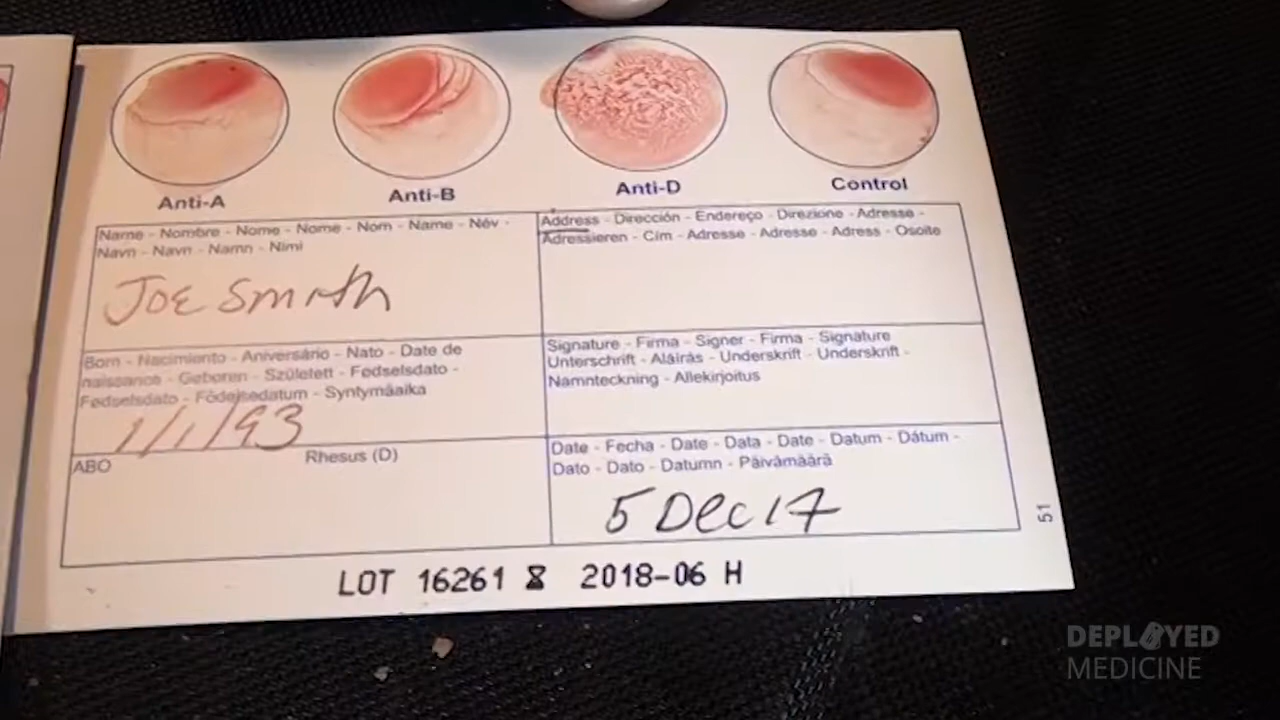 Anti-A
Anti-B
Anti-D
Control
Name - Nombre - Nome - Nome - Nom - Name - Név -
Navn - Navn - Namn - Nimi
JOE SmIth
Address - Dirección - Endereço - Direzione - Adresse -
Adressieren - Cím - Adresse - Adresse - Adress - Osoite
Born - Nacimiento - Aniversário - Nato - Date de
naissance - Geboren - Született - Fødselsdato -
Fødselsdato - Födejsedatum - Syntymäaika
1/1/93
Signature - Firma - Signer - Firma - Signature
Unterschrift - Aláírás - Underskrift - Underskrift -
Namnteckning - Allekirjoitus
ABO
Rhesus (D)
Date - Fecha - Date - Data - Date - Datum - Dátum -
Dato - Dato - Datumn - Päivämäärä
5 Dec 17
51
LOT 16261 ⧗ 2018-06 H
DEPLOYED
MEDICINE